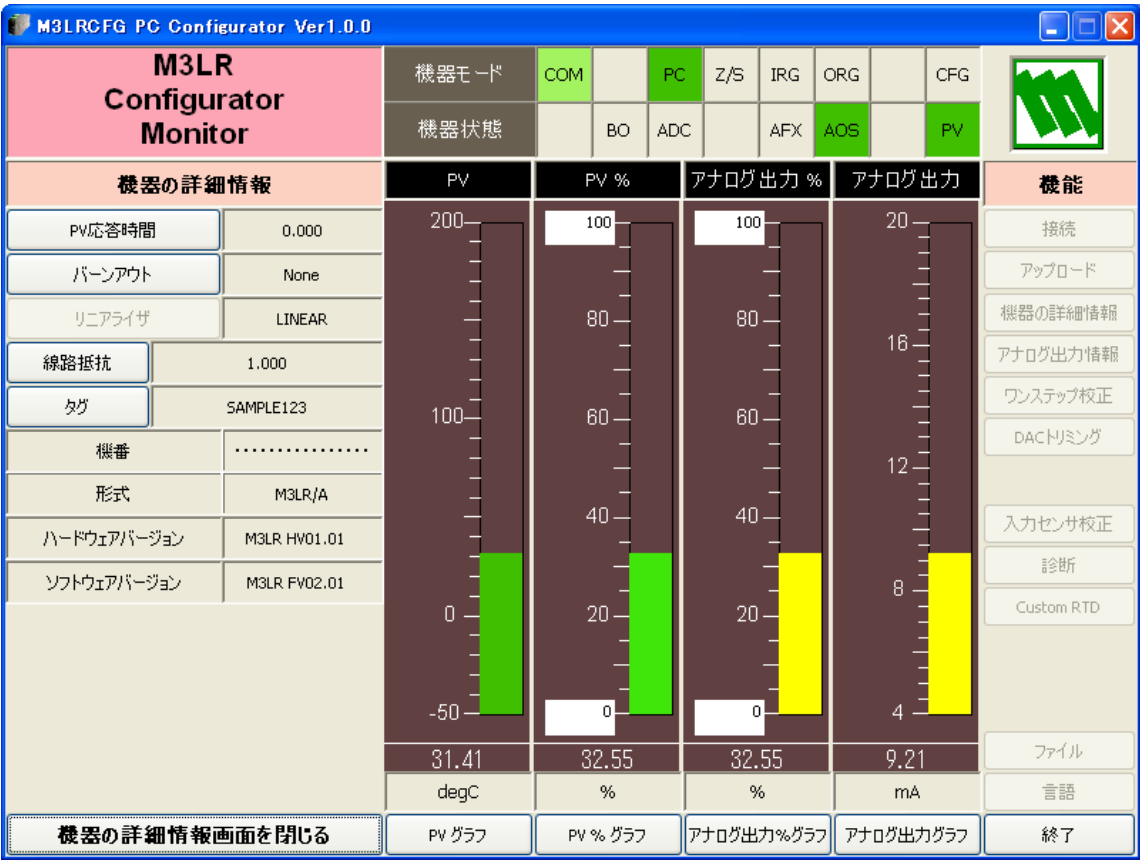 M3LRCFG PC Configurator Ver1.0.0
M3LR
Configurator
Monitor
機器モード COM PC Z/S IRG ORG CFG
機器状態 BO ADC AFX AOS PV
機器の詳細情報
PV応答時間 0.000
バーンアウト None
リニアライザ LINEAR
線路抵抗 1.000
タグ SAMPLE123
機番 ················
形式 M3LR/A
ハードウェアバージョン M3LR HV01.01
ソフトウェアバージョン M3LR FV02.01
機器の詳細情報画面を閉じる
PV
200
100
0
-50
31.41
degC
PV グラフ
PV %
100
80
60
40
20
0
32.55
%
PV % グラフ
アナログ出力 %
100
80
60
40
20
0
32.55
%
アナログ出力%グラフ
アナログ出力
20
16
12
8
4
9.21
mA
アナログ出力グラフ
機能
接続
アップロード
機器の詳細情報
アナログ出力情報
ワンステップ校正
DACトリミング
入力センサ校正
診断
Custom RTD
ファイル
言語
終了